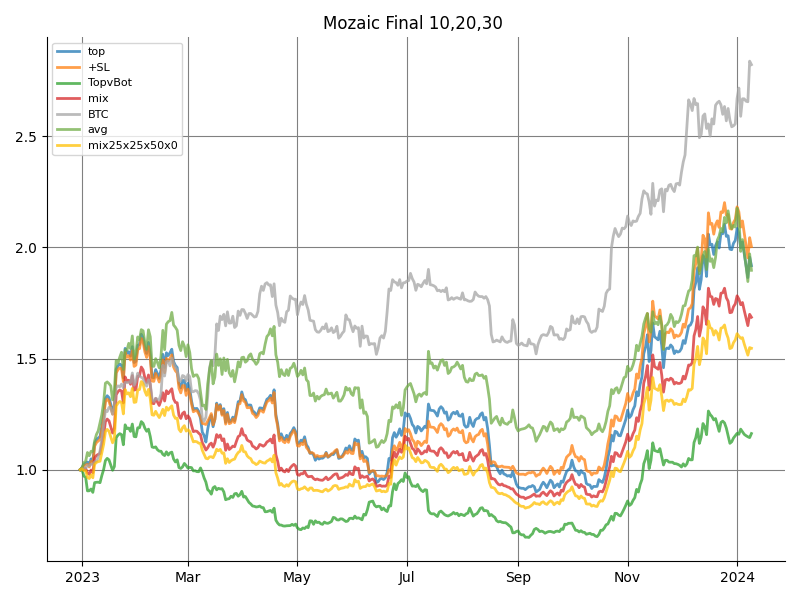 Mozaic Final 10,20,30
top
+SL
TopvBot
mix
BTC
avg
mix25x25x50x0
2.5
2.0
1.5
1.0
2023
Mar
May
Jul
Sep
Nov
2024